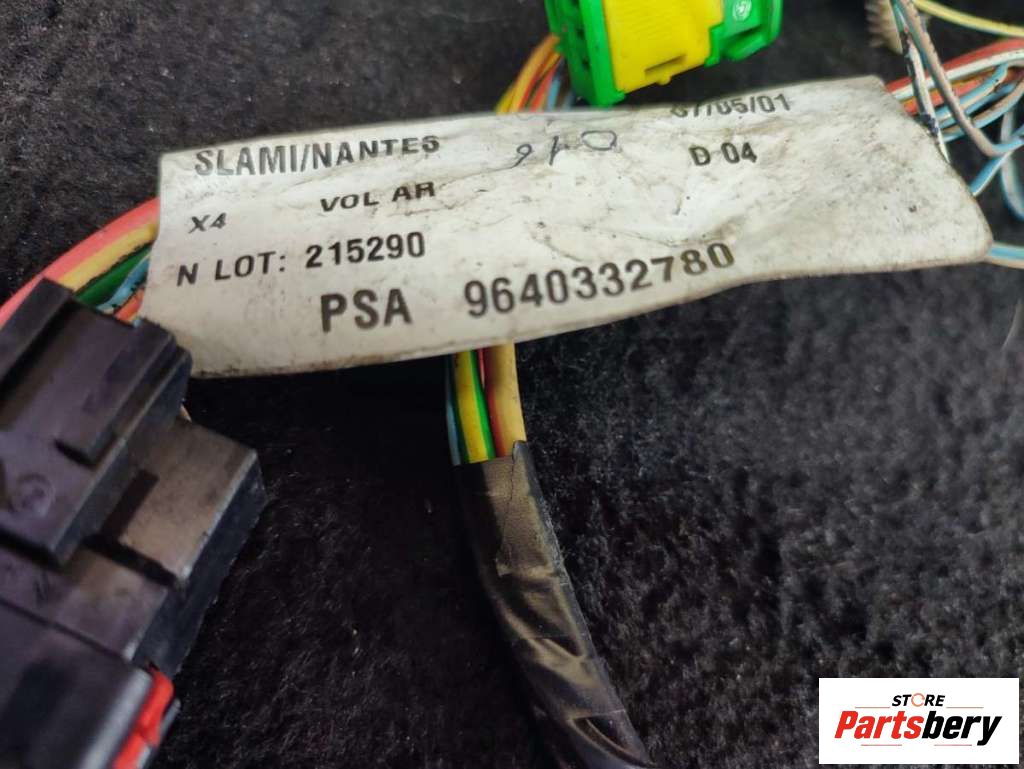 SLAMI/NANTES
D 04
X4 VOL AR
N LOT: 215290
PSA 9640332780
STORE
Partsbery